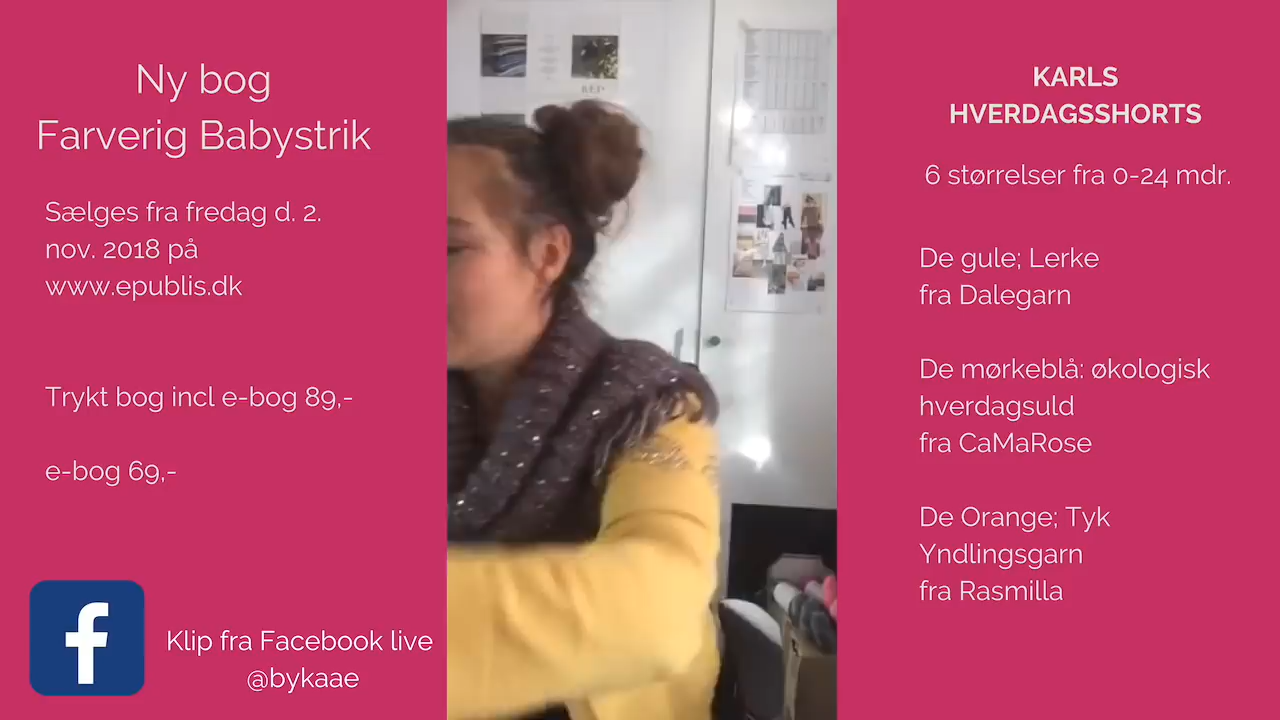 Ny bog
Farverig Babystrik
Sælges fra fredag d. 2.
nov. 2018 på
www.epublis.dk
Trykt bog incl e-bog 89,-
e-bog 69,-
f
Klip fra Facebook live
@bykaae
KARLS
HVERDAGSSHORTS
6 størrelser fra 0-24 mdr.
De gule; Lerke
fra Dalegarn
De mørkeblå: økologisk
hverdagsuld
fra CaMaRose
De Orange; Tyk
Yndlingsgarn
fra Rasmilla